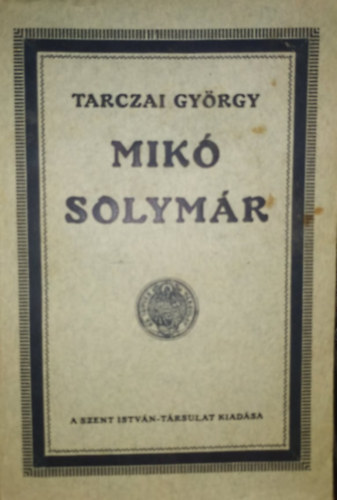 TARCZAI GYÖRGY
MIKÓ
SOLYMÁR
A SZENT ISTVÁN-TÁRSULAT KIADÁSA